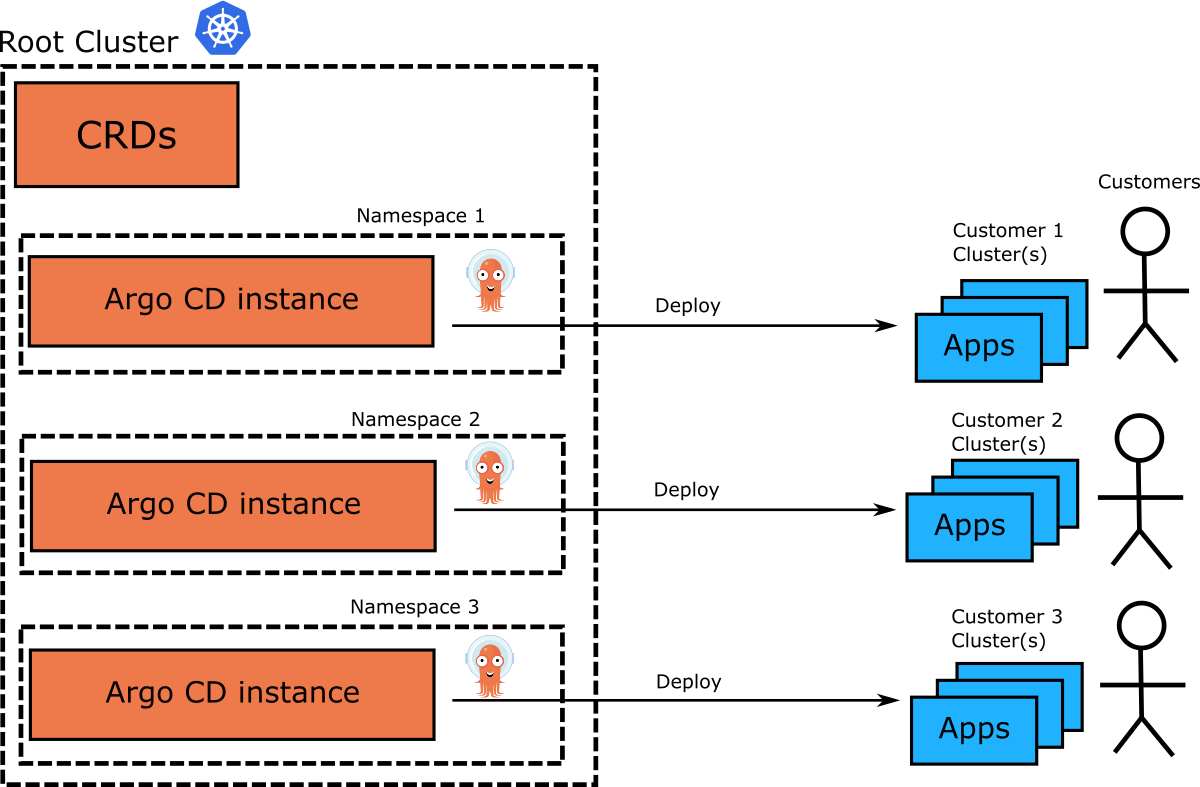 Root Cluster
CRDs
Customers
Namespace 1
Customer 1
Cluster(s)
Argo CD instance
Deploy
Apps
Namespace 2
Customer 2
Cluster(s)
Argo CD instance
Deploy
Apps
Namespace 3
Customer 3
Cluster(s)
Argo CD instance
Deploy
Apps